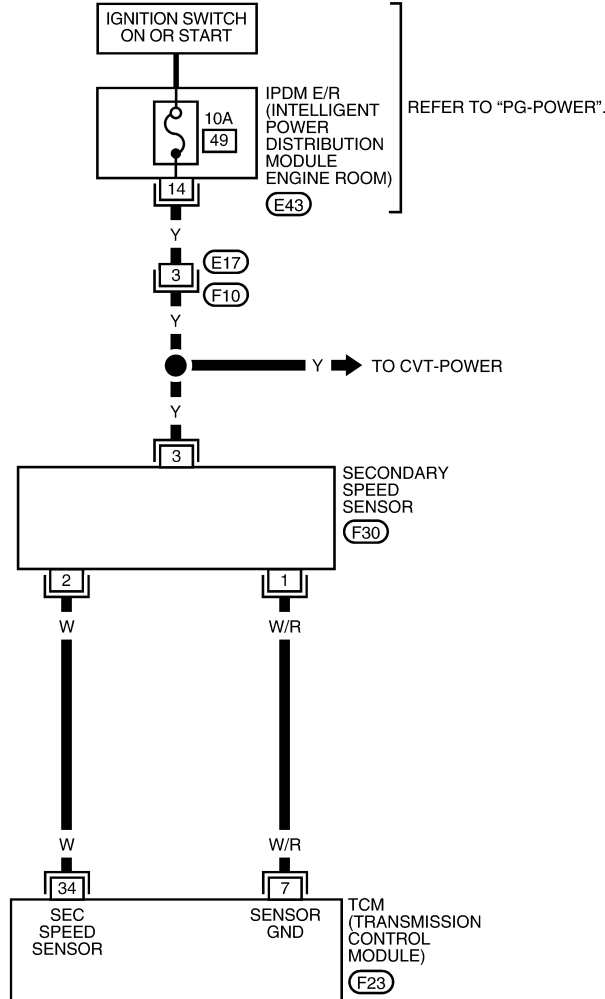 IGNITION SWITCH
ON OR START
IPDM E/R
(INTELLIGENT
POWER
DISTRIBUTION
MODULE
ENGINE ROOM)
E43
REFER TO “PG-POWER”.
10A
49
14
Y
E17
3
F10
Y
Y
TO CVT-POWER
Y
3
SECONDARY
SPEED
SENSOR
F30
2
1
W
W/R
W
W/R
34
7
SEC
SPEED
SENSOR
SENSOR
GND
TCM
(TRANSMISSION
CONTROL
MODULE)
F23